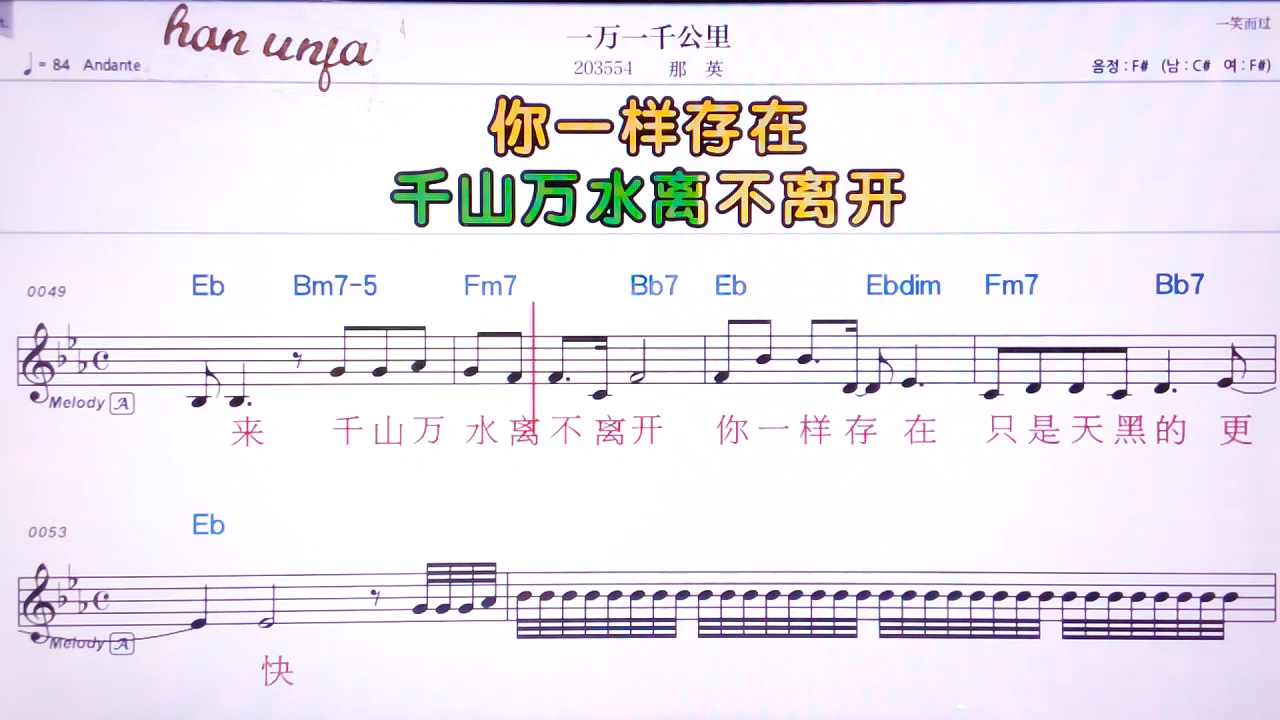 han unfa
一万一千公里
一笑而过
♩= 84 Andante
203554 那 英
음정 : F# (남 : C# 여 : F#)
你一样存在
千山万水离不离开
0049 Eb Bm7-5 Fm7 Bb7 Eb Ebdim Fm7 Bb7
Melody A
来 千山万 水离不离开 你一样存 在 只是天黑的 更
0053 Eb
Melody A
快